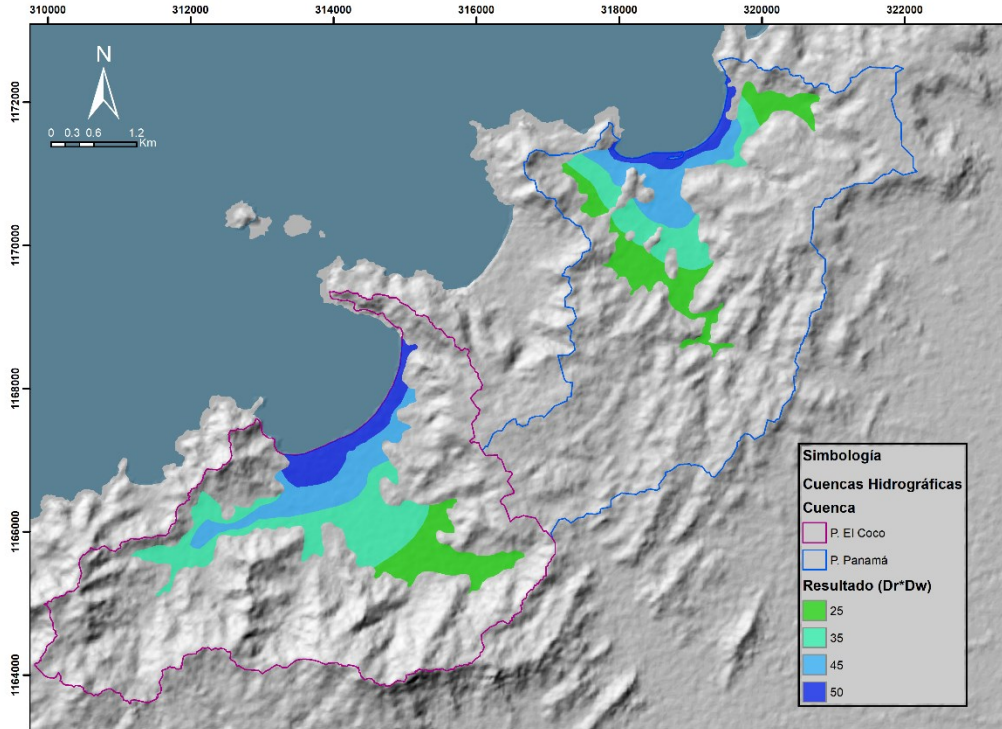 310000 312000 314000 316000 318000 320000 322000
N
0 0.3 0.6 1.2
Km
1172000
1170000
1168000
1166000
1164000
Simbología
Cuencas Hidrográficas
Cuenca
P. El Coco
P. Panamá
Resultado (Dr*Dw)
25
35
45
50